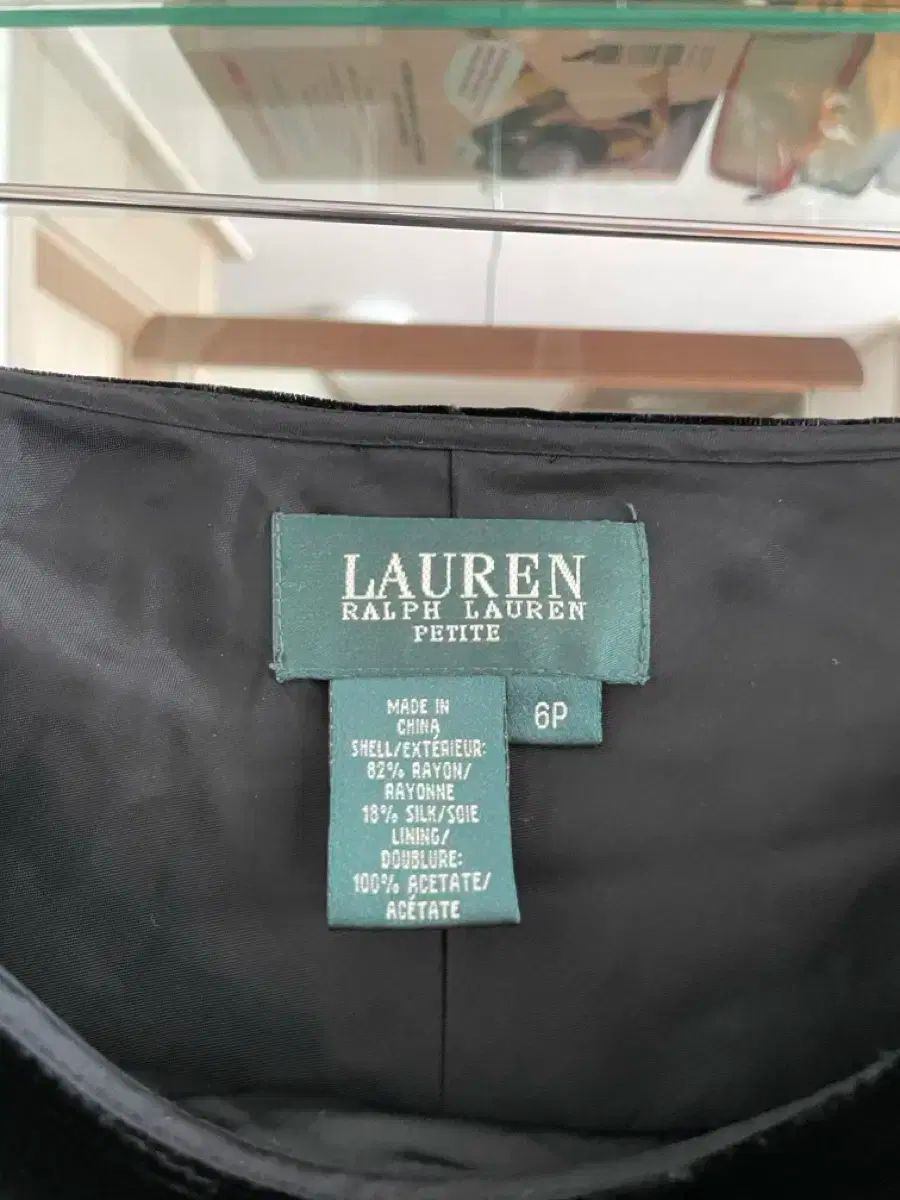 LAUREN
RALPH LAUREN
PETITE
6P
MADE IN
CHINA
SHELL/EXTÉRIEUR:
82% RAYON/
RAYONNE
18% SILK/SOIE
LINING/
DOUBLURE:
100% ACETATE/
ACÉTATE